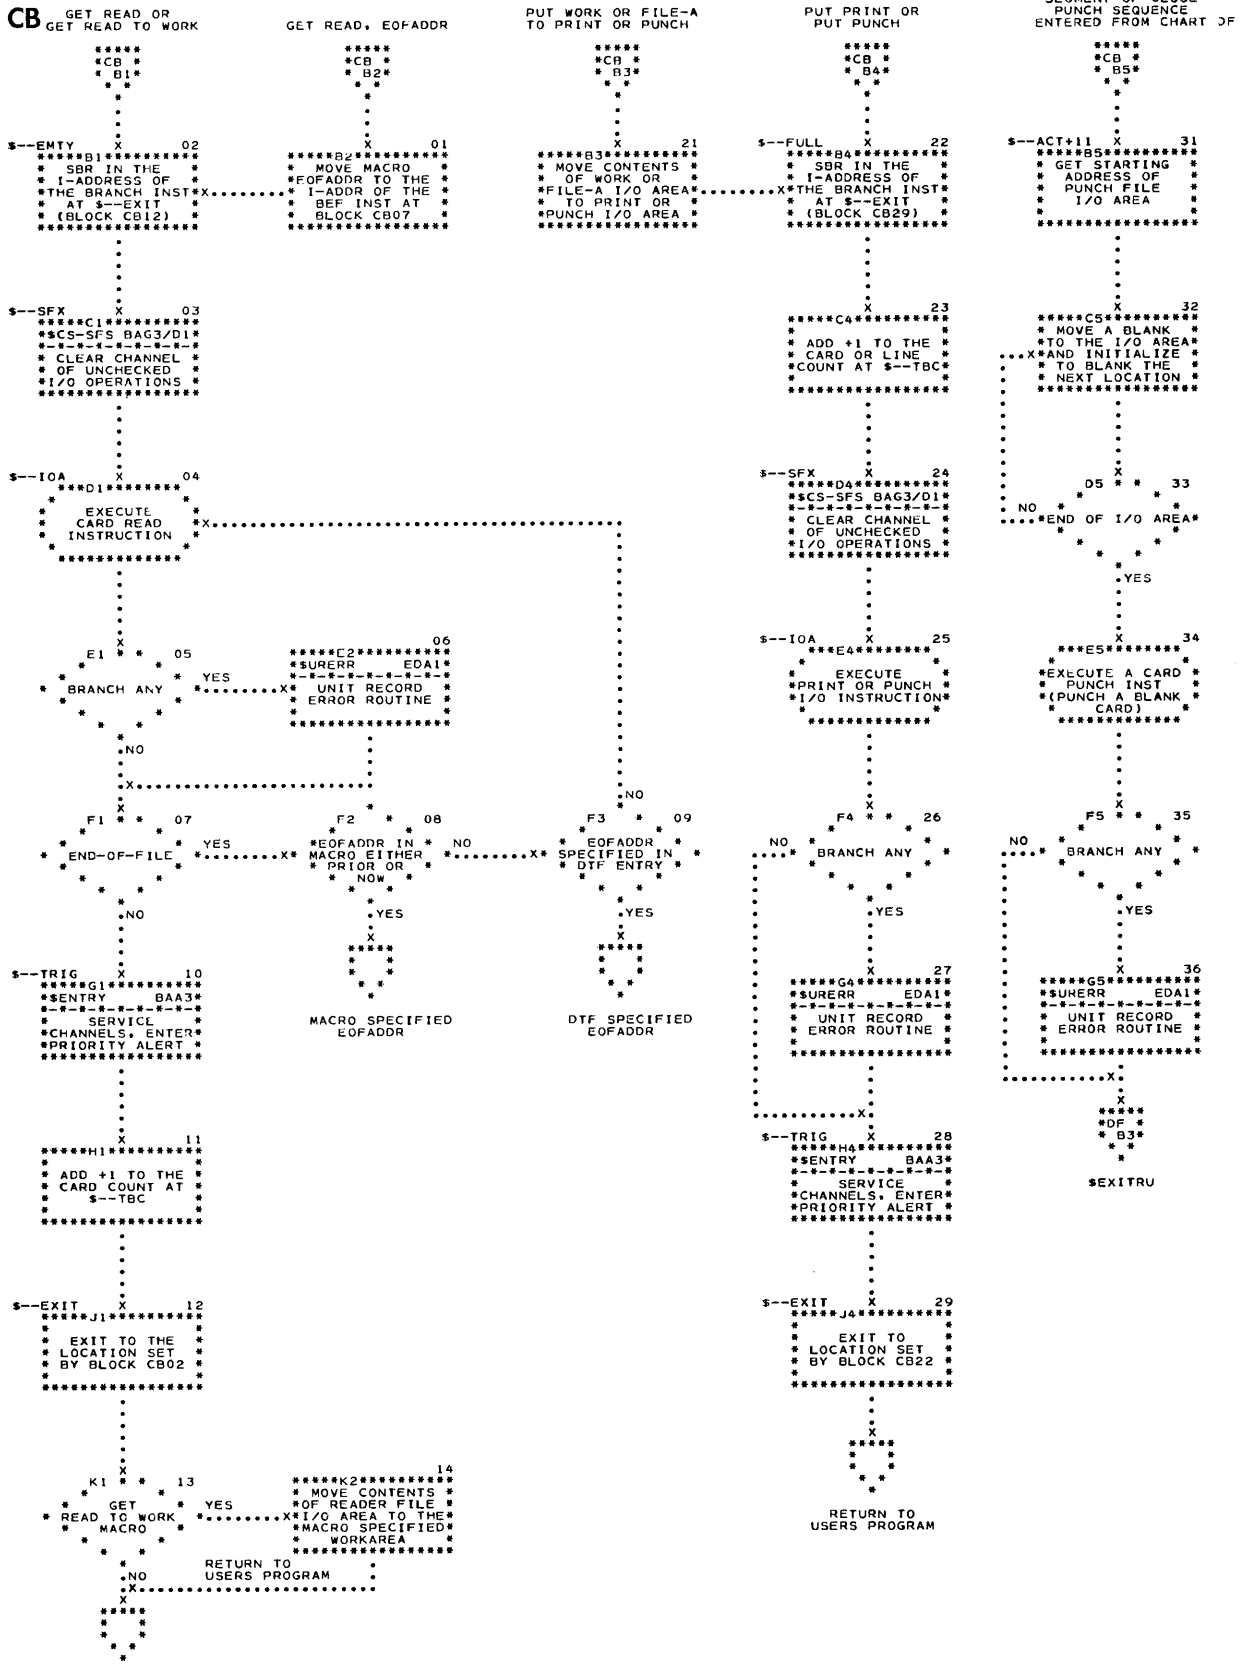 CB
GET READ OR
GET READ TO WORK
GET READ, EOFADDR
PUT WORK OR FILE-A
TO PRINT OR PUNCH
PUT PRINT OR
PUT PUNCH
PUNCH SEQUENCE
ENTERED FROM CHART DF
CB
B1
CB
B2
CB
B3
CB
B4
CB
B5
$--EMTY
02
B1
SBR IN THE
I-ADDRESS OF
THE BRANCH INST
AT $--EXIT
(BLOCK CB12)
01
B2
MOVE MACRO
EOFADDR TO THE
I-ADDR OF THE
BEF INST AT
BLOCK CB07
21
B3
MOVE CONTENTS
OF WORK OR
FILE-A I/O AREA
TO PRINT OR
PUNCH I/O AREA
$--FULL
22
B4
SBR IN THE
I-ADDRESS OF
THE BRANCH INST
AT $--EXIT
(BLOCK CB29)
$--ACT+11
31
B5
GET STARTING
ADDRESS OF
PUNCH FILE
I/O AREA
$--SFX
03
C1
$CS-SFS BAG3/D1
CLEAR CHANNEL
OF UNCHECKED
I/O OPERATIONS
23
C4
ADD +1 TO THE
CARD OR LINE
COUNT AT $--TBC
32
C5
MOVE A BLANK
TO THE I/O AREA
AND INITIALIZE
TO BLANK THE
NEXT LOCATION
$--IOA
04
D1
EXECUTE
CARD READ
INSTRUCTION
$--SFX
24
D4
$CS-SFS BAG3/D1
CLEAR CHANNEL
OF UNCHECKED
I/O OPERATIONS
D5
33
NO
END OF I/O AREA
YES
E1
05
BRANCH ANY
YES
NO
06
E2
$URERR EDA1
UNIT RECORD
ERROR ROUTINE
$--IOA
25
E4
EXECUTE
PRINT OR PUNCH
I/O INSTRUCTION
34
E5
EXECUTE A CARD
PUNCH INST
(PUNCH A BLANK
CARD)
F1
07
END-OF-FILE
YES
NO
F2
08
EOFADDR IN
MACRO EITHER
PRIOR OR
NOW
NO
YES
NO
F3
09
EOFADDR
SPECIFIED IN
DTF ENTRY
YES
F4
26
NO
BRANCH ANY
YES
F5
35
NO
BRANCH ANY
YES
MACRO SPECIFIED
EOFADDR
DTF SPECIFIED
EOFADDR
$--TRIG
10
G1
$ENTRY BAA3
SERVICE
CHANNELS, ENTER
PRIORITY ALERT
27
G4
$URERR EDA1
UNIT RECORD
ERROR ROUTINE
36
G5
$URERR EDA1
UNIT RECORD
ERROR ROUTINE
11
H1
ADD +1 TO THE
CARD COUNT AT
$--TBC
$--TRIG
28
H4
$ENTRY BAA3
SERVICE
CHANNELS, ENTER
PRIORITY ALERT
DF
B3
$EXITRU
$--EXIT
12
J1
EXIT TO THE
LOCATION SET
BY BLOCK CB02
$--EXIT
29
J4
EXIT TO
LOCATION SET
BY BLOCK CB22
K1
13
GET
READ TO WORK
MACRO
YES
NO
14
K2
MOVE CONTENTS
OF READER FILE
I/O AREA TO THE
MACRO SPECIFIED
WORKAREA
RETURN TO
USERS PROGRAM
RETURN TO
USERS PROGRAM